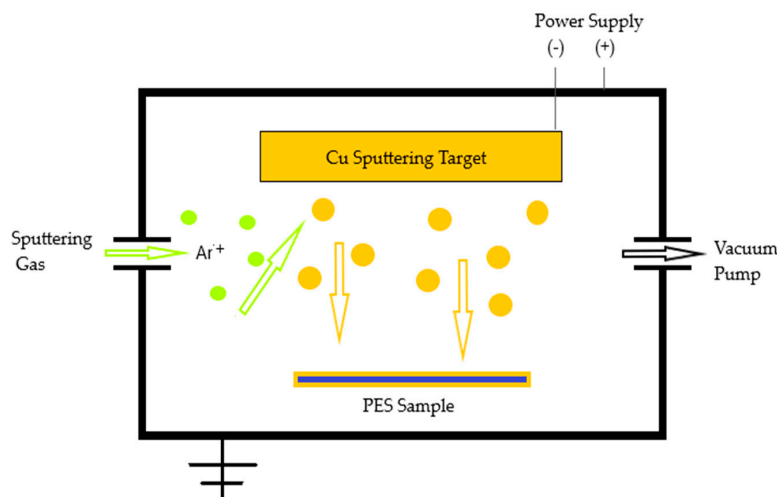 Power Supply
(-) (+)
Cu Sputtering Target
Sputtering
Gas
Ar·+
Vacuum
Pump
PES Sample